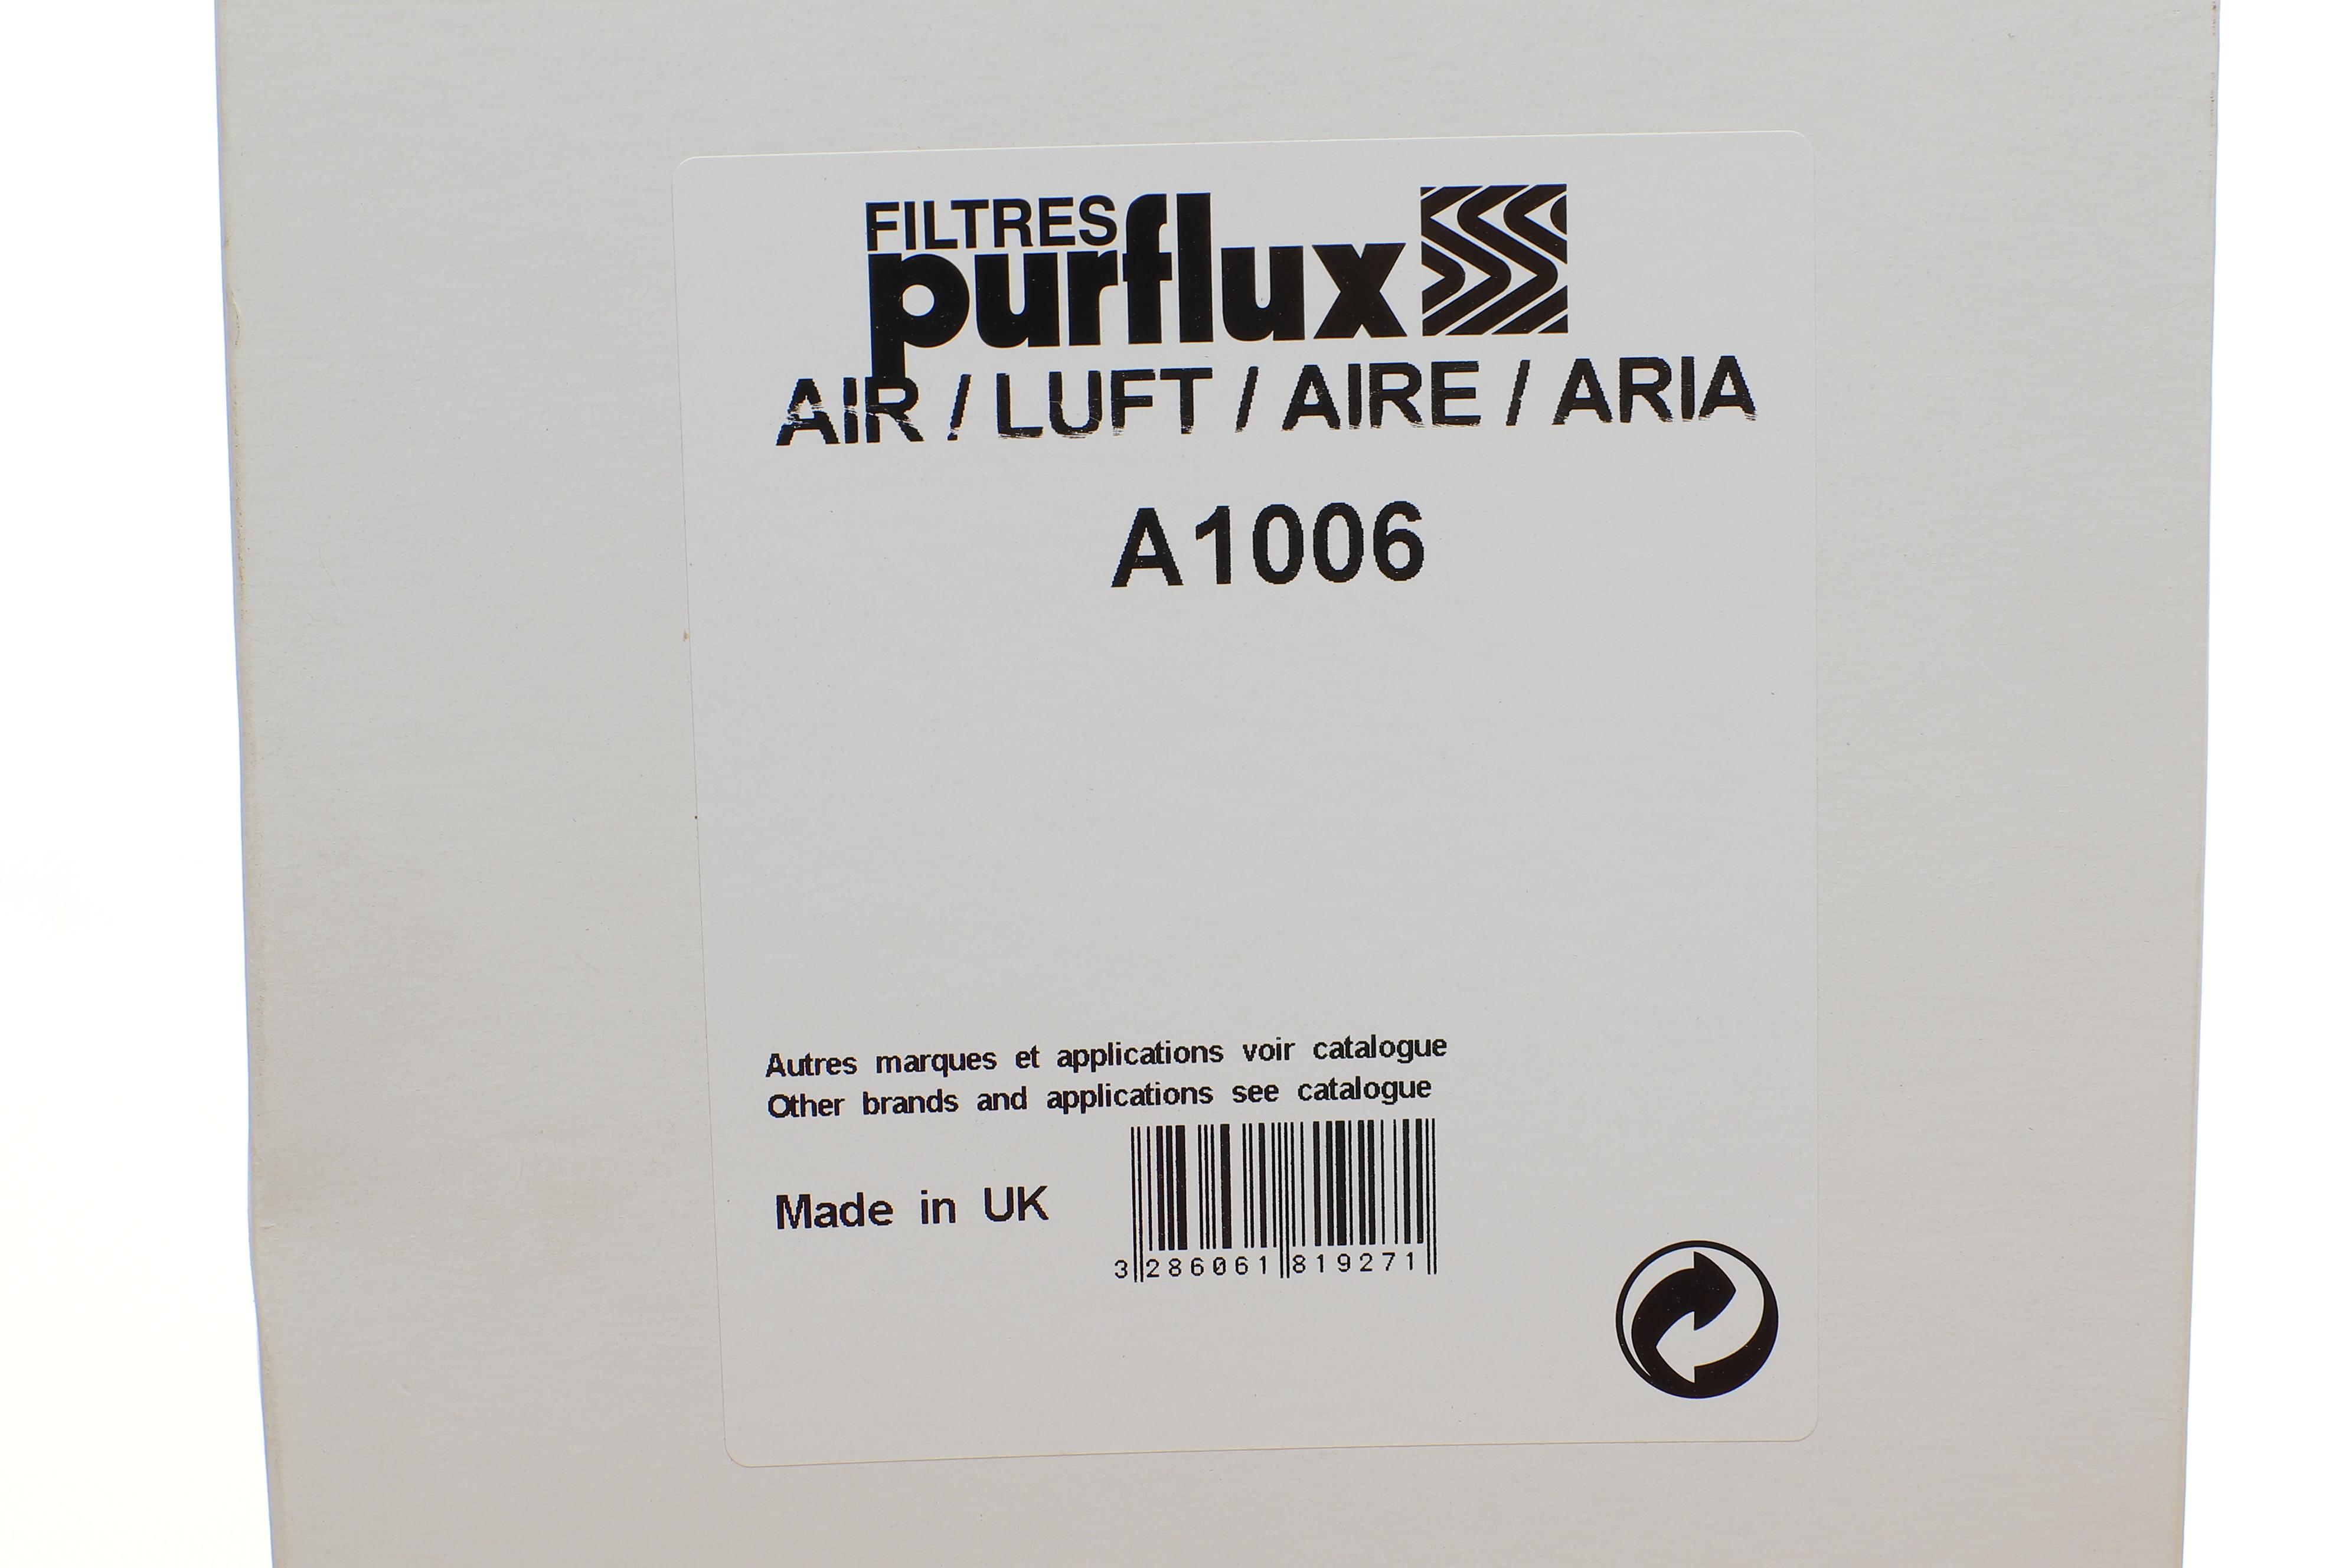 FILTRES
purflux
AIR / LUFT / AIRE / ARIA
A1006
Autres marques et applications voir catalogue
Other brands and applications see catalogue
Made in UK
3 286061 819271